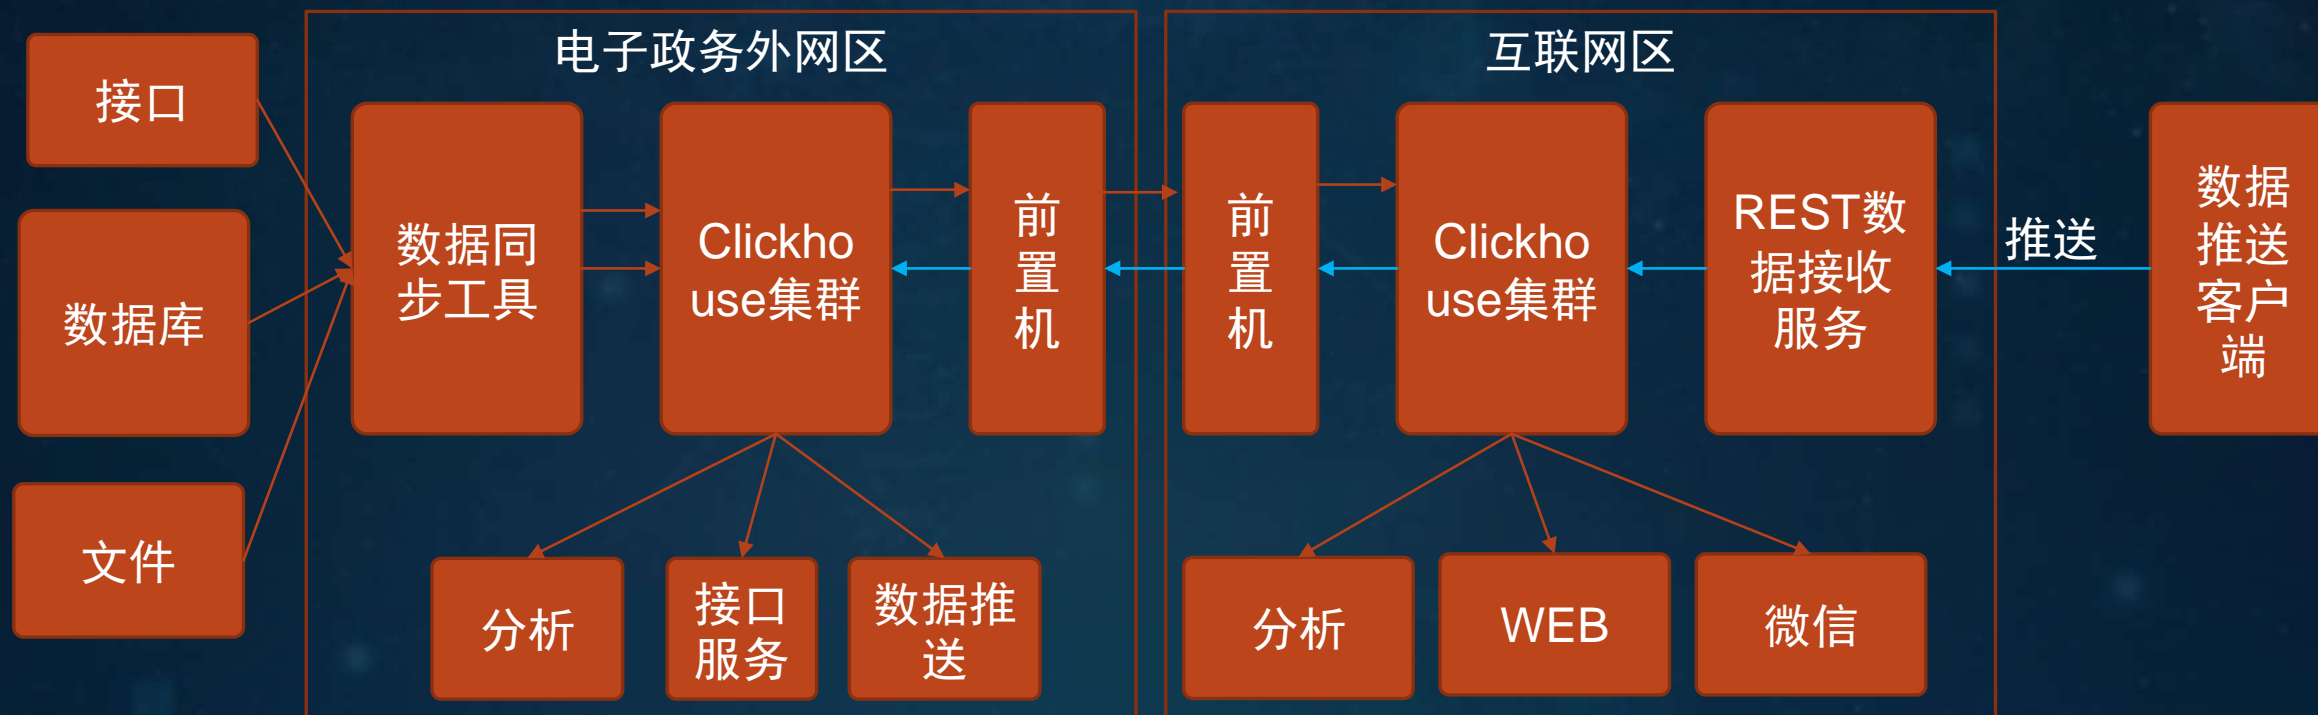 电子政务外网区
互联网区
接口
数据库
文件
数据同
步工具
Clickho
use集群
前
置
机
前
置
机
Clickho
use集群
REST数
据接收
服务
推送
数据
推送
客户
端
分析
接口
服务
数据推
送
分析
WEB
微信